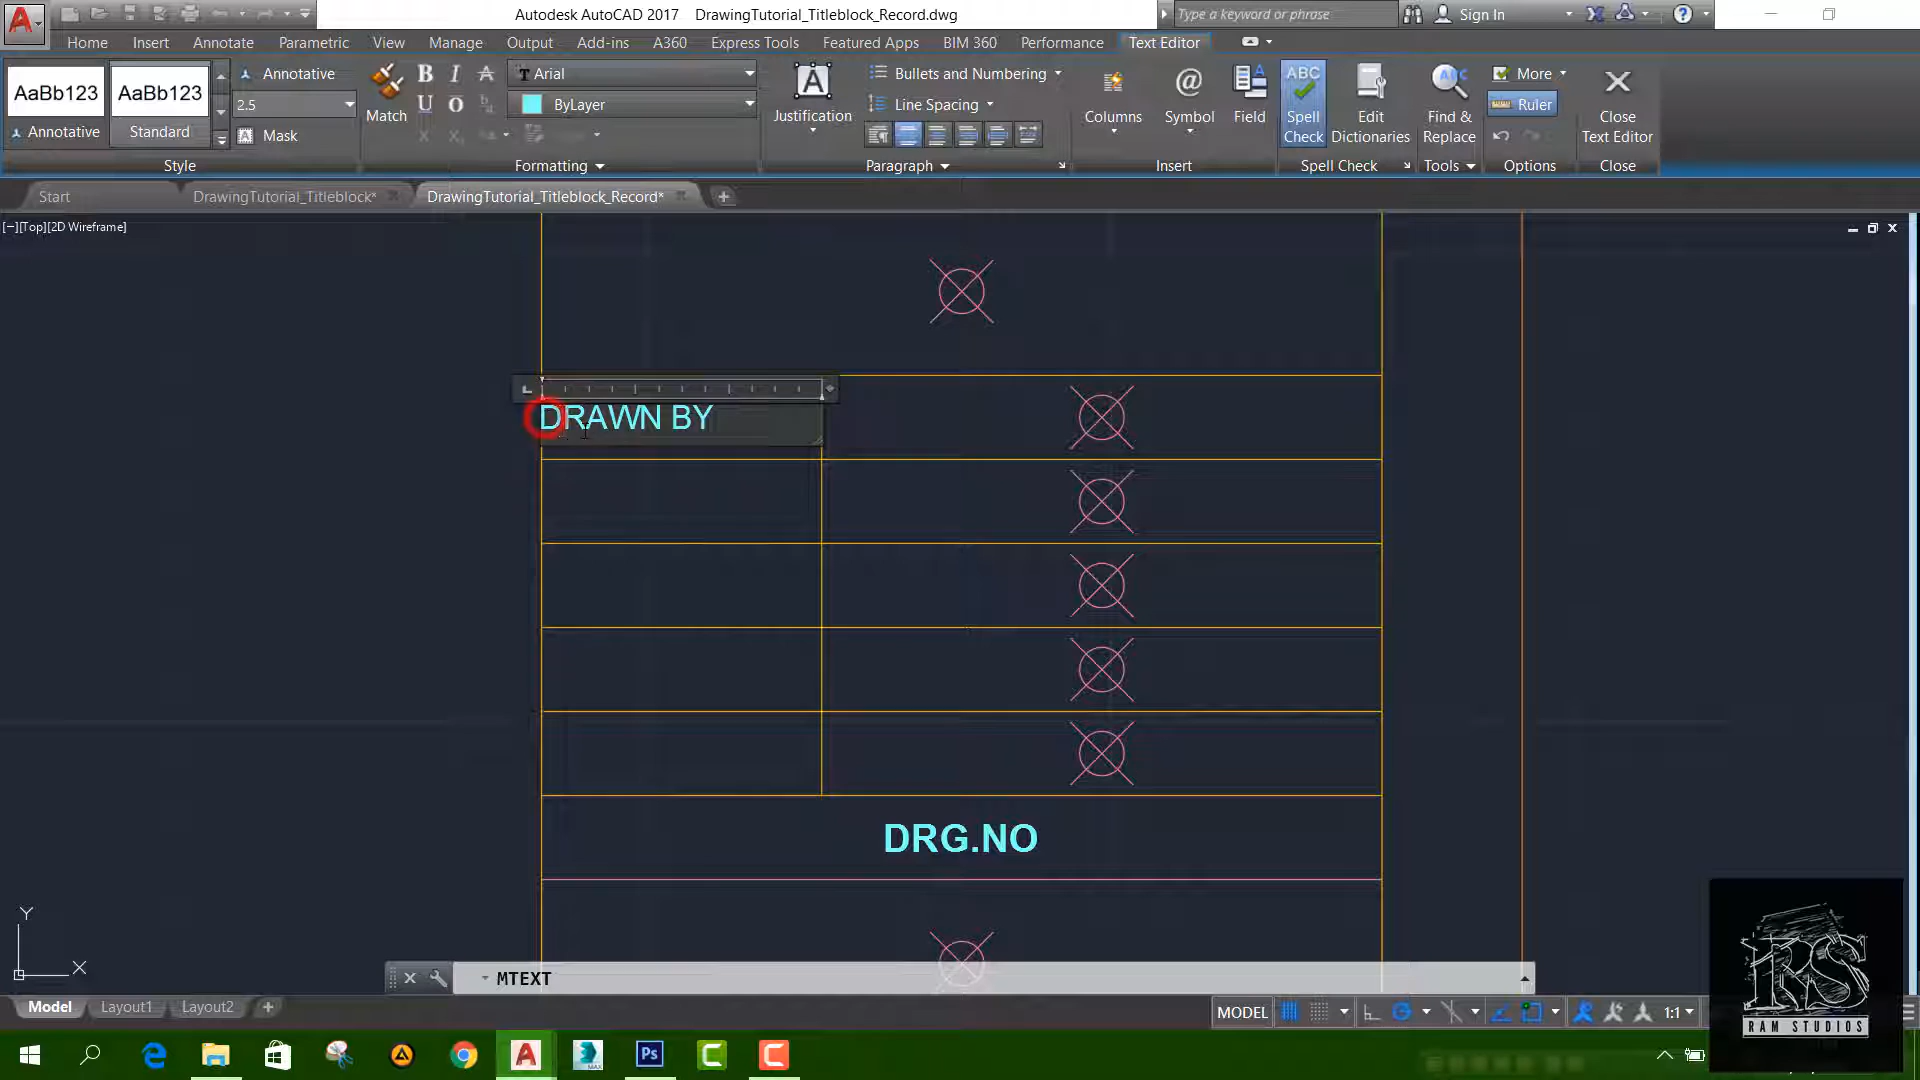 Autodesk AutoCAD 2017 DrawingTutorial_Titleblock_Record.dwg
Type a keyword or phrase
Sign In
Home Insert Annotate Parametric View Manage Output Add-ins A360 Express Tools Featured Apps BIM 360 Performance Text Editor
AaBb123 AaBb123 Annotative
Annotative Standard 2.5 Mask
Match
Arial
ByLayer
Justification
Bullets and Numbering
Line Spacing
Columns Symbol Field
ABC Spell Check
Edit Dictionaries
Find & Replace
More
Ruler
Close Text Editor
Style Formatting Paragraph Insert Spell Check Tools Options Close
Start DrawingTutorial_Titleblock* DrawingTutorial_Titleblock_Record*
[−][Top][2D Wireframe]
DRAWN BY
DRG.NO
Y
X
MTEXT
Model Layout1 Layout2
MODEL 1:1
RS
RAM STUDIOS